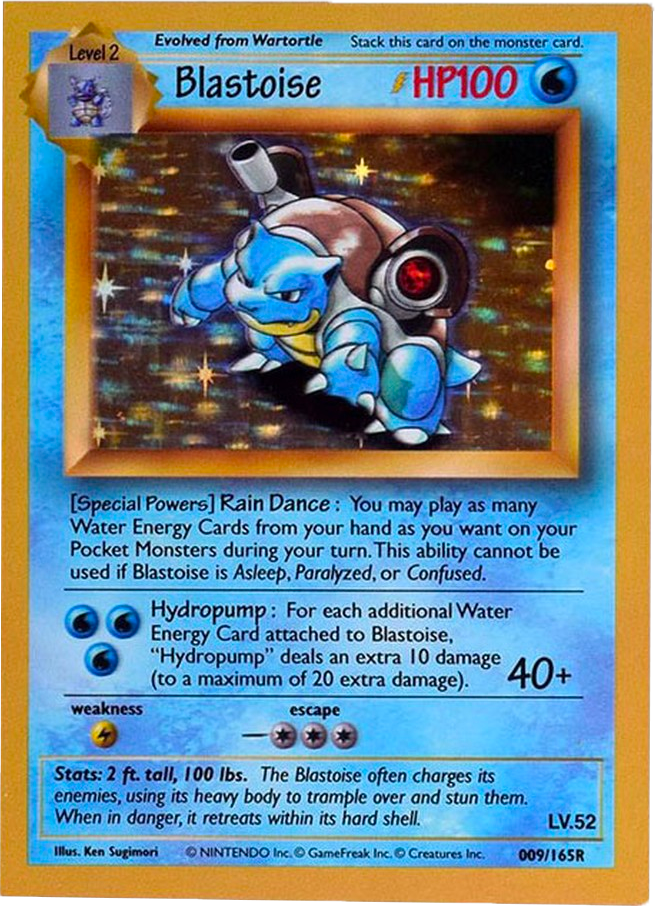 Level 2
Evolved from Wartortle
Stack this card on the monster card.
Blastoise
HP100
[Special Powers] Rain Dance : You may play as many
Water Energy Cards from your hand as you want on your
Pocket Monsters during your turn. This ability cannot be
used if Blastoise is Asleep, Paralyzed, or Confused.
Hydropump : For each additional Water
Energy Card attached to Blastoise,
"Hydropump" deals an extra 10 damage
(to a maximum of 20 extra damage).
40+
weakness
escape
Stats: 2 ft. tall, 100 lbs. The Blastoise often charges its
enemies, using its heavy body to trample over and stun them.
When in danger, it retreats within its hard shell.
LV.52
Illus. Ken Sugimori
© NINTENDO Inc. © GameFreak Inc. © Creatures Inc.
009/165R